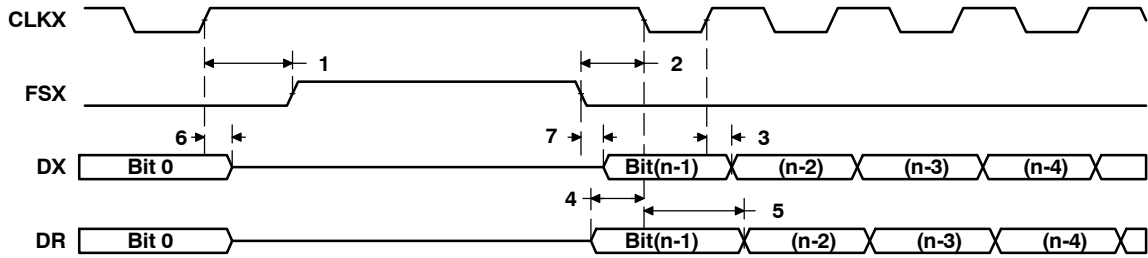 CLKX
1 2
FSX
6 7 3
DX Bit 0 Bit(n-1) (n-2) (n-3) (n-4)
4 5
DR Bit 0 Bit(n-1) (n-2) (n-3) (n-4)